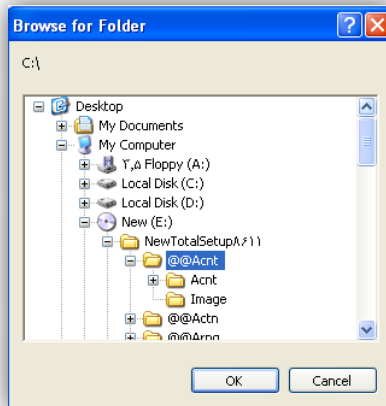 Browse for Folder
C:\
Desktop
My Documents
My Computer
۳,۵ Floppy (A:)
Local Disk (C:)
Local Disk (D:)
New (E:)
NewTotalSetup۸۶۱۱
@@Acnt
Acnt
Image
@@Actn
@@Arng
OK
Cancel